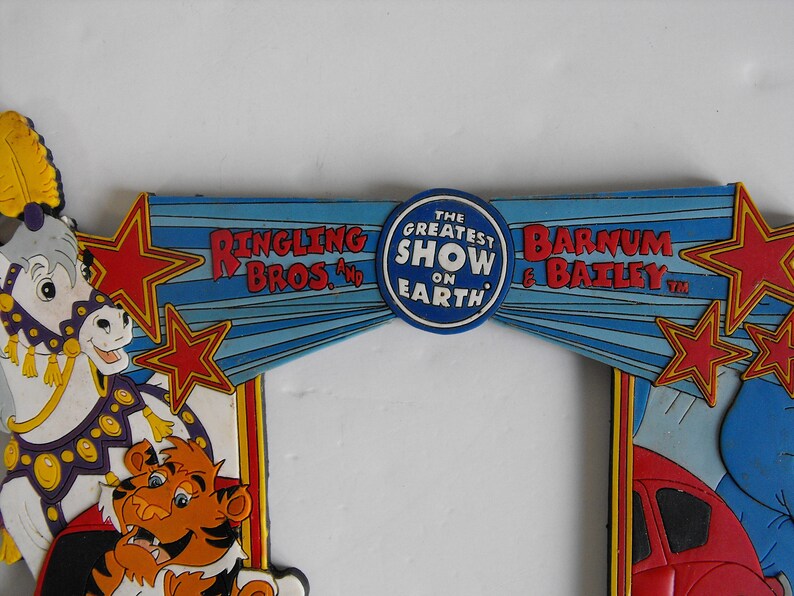 RINGLING
BROS. AND
THE
GREATEST
SHOW
ON
EARTH
BARNUM
& BAILEY TM